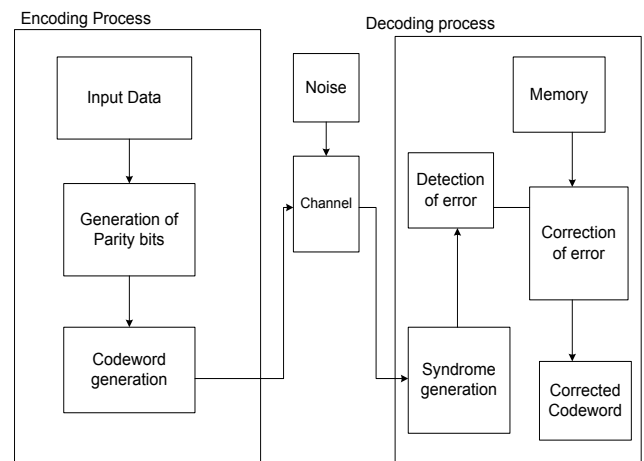 Encoding Process
Input Data
Generation of
Parity bits
Codeword
generation
Noise
Channel
Decoding process
Memory
Detection
of error
Correction
of error
Syndrome
generation
Corrected
Codeword